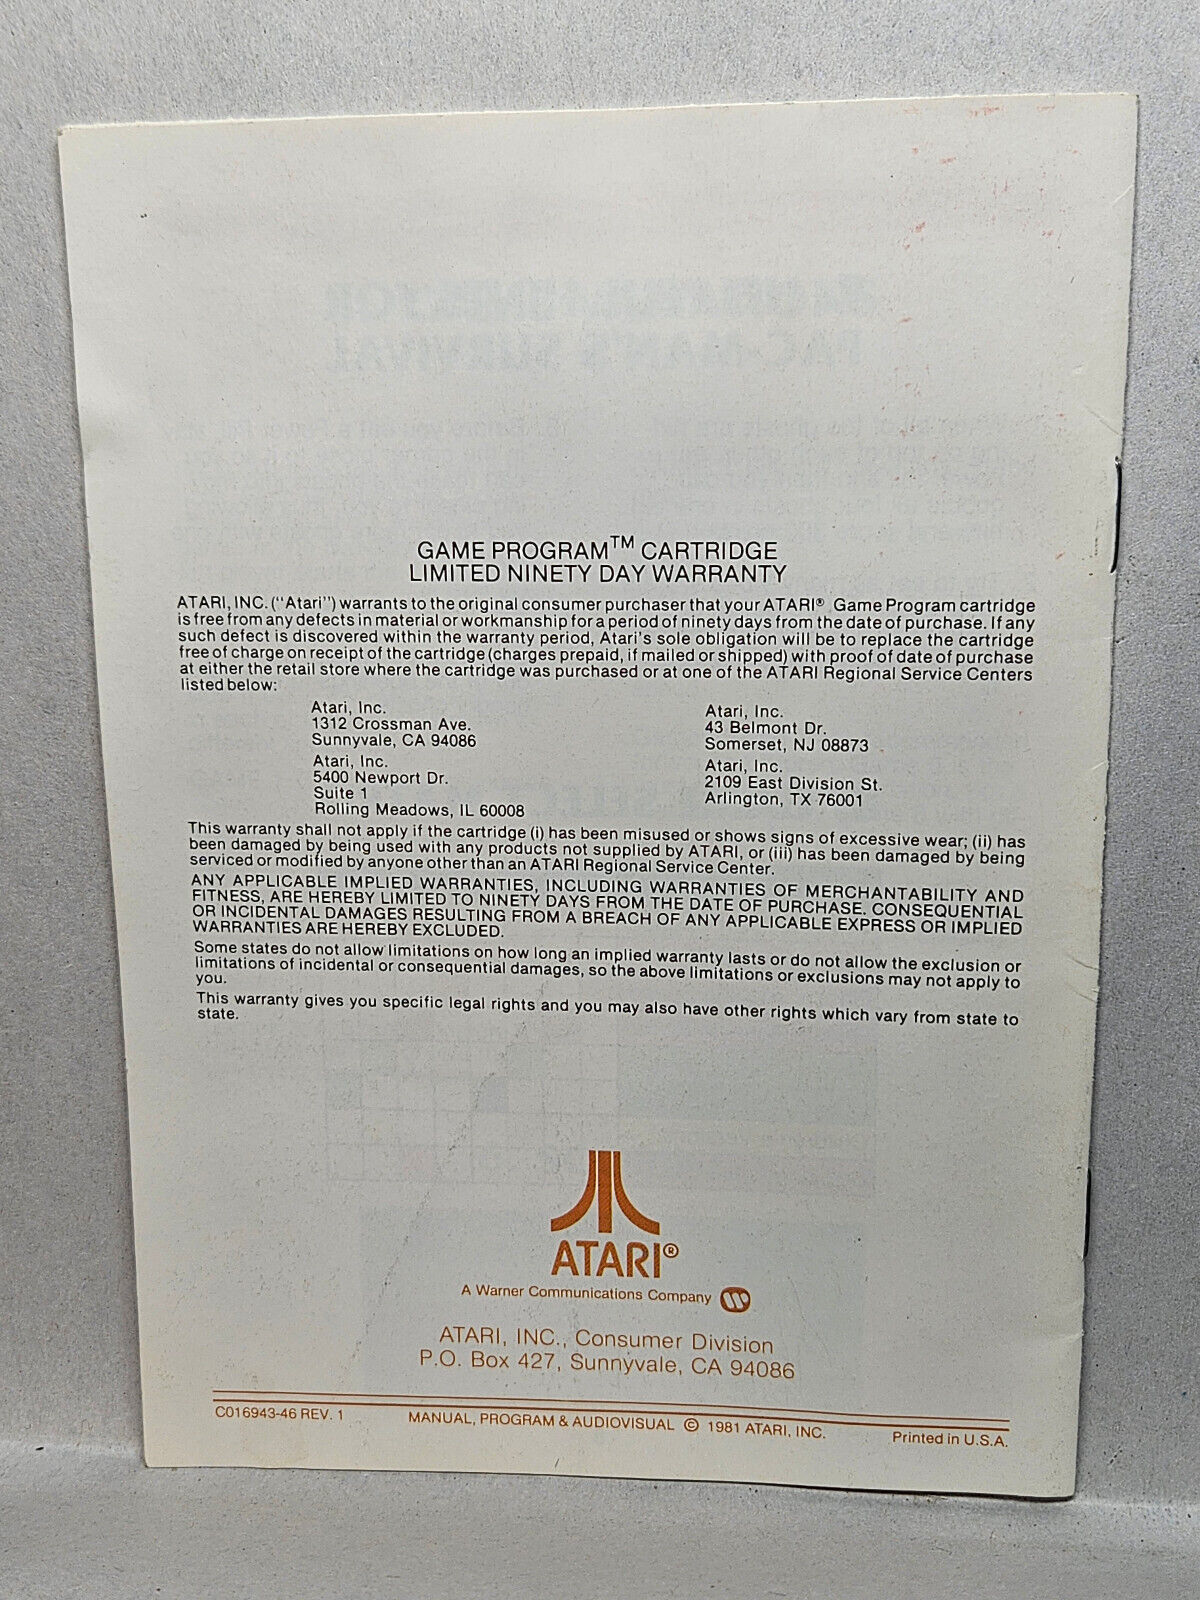 GAME PROGRAM™ CARTRIDGE
LIMITED NINETY DAY WARRANTY
ATARI, INC. ("Atari") warrants to the original consumer purchaser that your ATARI® Game Program cartridge
is free from any defects in material or workmanship for a period of ninety days from the date of purchase. If any
such defect is discovered within the warranty period, Atari's sole obligation will be to replace the cartridge
free of charge on receipt of the cartridge (charges prepaid, if mailed or shipped) with proof of date of purchase
at either the retail store where the cartridge was purchased or at one of the ATARI Regional Service Centers
listed below:
Atari, Inc.
1312 Crossman Ave.
Sunnyvale, CA 94086
Atari, Inc.
5400 Newport Dr.
Suite 1
Rolling Meadows, IL 60008
Atari, Inc.
43 Belmont Dr.
Somerset, NJ 08873
Atari, Inc.
2109 East Division St.
Arlington, TX 76001
This warranty shall not apply if the cartridge (i) has been misused or shows signs of excessive wear; (ii) has
been damaged by being used with any products not supplied by ATARI, or (iii) has been damaged by being
serviced or modified by anyone other than an ATARI Regional Service Center.
ANY APPLICABLE IMPLIED WARRANTIES, INCLUDING WARRANTIES OF MERCHANTABILITY AND
FITNESS, ARE HEREBY LIMITED TO NINETY DAYS FROM THE DATE OF PURCHASE. CONSEQUENTIAL
OR INCIDENTAL DAMAGES RESULTING FROM A BREACH OF ANY APPLICABLE EXPRESS OR IMPLIED
WARRANTIES ARE HEREBY EXCLUDED.
Some states do not allow limitations on how long an implied warranty lasts or do not allow the exclusion or
limitations of incidental or consequential damages, so the above limitations or exclusions may not apply to
you.
This warranty gives you specific legal rights and you may also have other rights which vary from state to
state.
ATARI®
A Warner Communications Company
ATARI, INC., Consumer Division
P.O. Box 427, Sunnyvale, CA 94086
C016943-46 REV. 1 MANUAL, PROGRAM & AUDIOVISUAL © 1981 ATARI, INC. Printed in U.S.A.